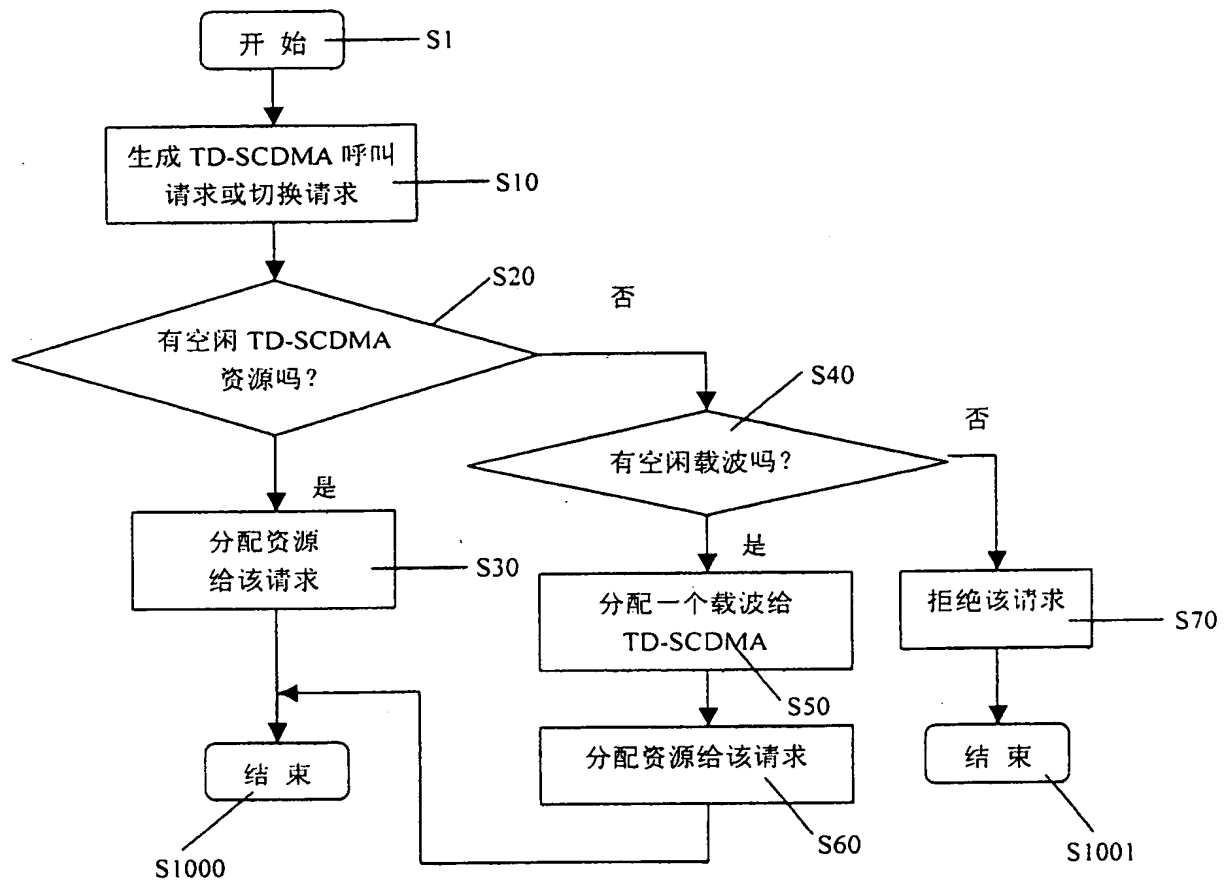 开 始
S1
生成 TD-SCDMA 呼叫
请求或切换请求
S10
S20
否
有空闲 TD-SCDMA
资源吗？
S40
否
有空闲载波吗？
是
分配资源
给该请求
S30
是
分配一个载波给
TD-SCDMA
S50
拒绝该请求
S70
分配资源给该请求
S60
结 束
S1000
结 束
S1001